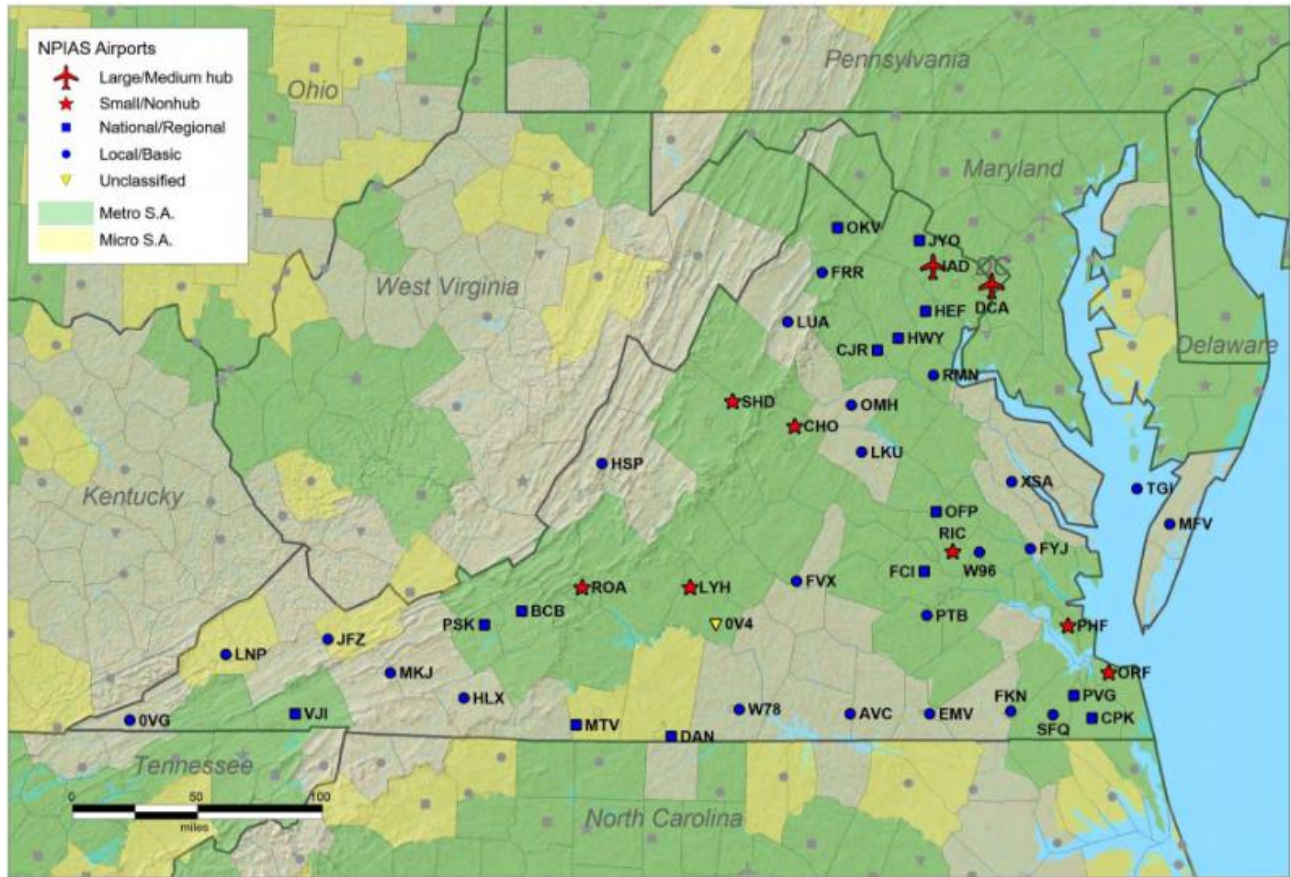 NPIAS Airports
Large/Medium hub
Small/Nonhub
National/Regional
Local/Basic
Unclassified
Metro S.A.
Micro S.A.
Ohio
Pennsylvania
Maryland
West Virginia
Delaware
Kentucky
Tennessee
North Carolina
OKV
JYO
IAD
DC
DCA
FRR
HEF
LUA
HWY
CJR
RMN
SHD
OMH
CHO
LKU
HSP
XSA
TGI
OFP
MFV
RIC
FYJ
W96
FCI
FVX
ROA
LYH
BCB
PSK
PTB
0V4
PHF
JFZ
LNP
MKJ
ORF
HLX
FKN
PVG
0VG
VJI
W78
AVC
EMV
SFQ
CPK
MTV
DAN
0 50 100
miles